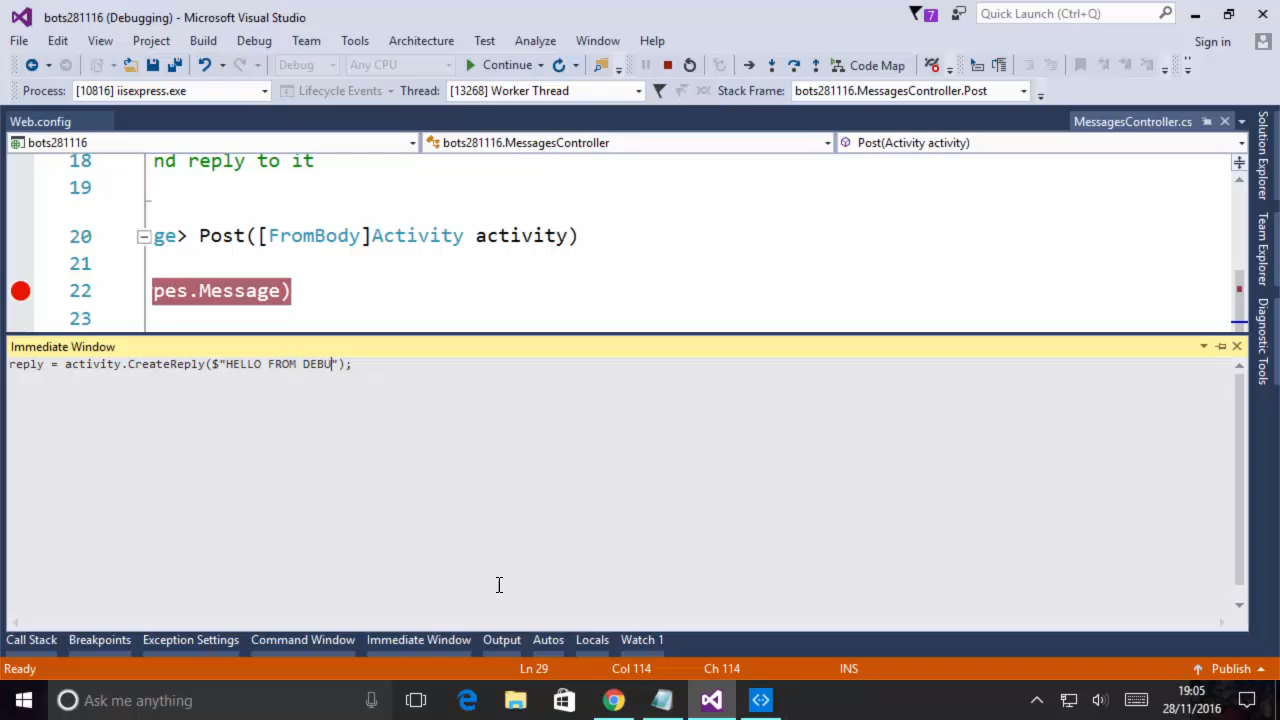 bots281116 (Debugging) - Microsoft Visual Studio
7
Quick Launch (Ctrl+Q)
File Edit View Project Build Debug Team Tools Architecture Test Analyze Window Help
Sign in
Debug Any CPU Continue Code Map
Process: [10816] iisexpress.exe Lifecycle Events Thread: [13268] Worker Thread Stack Frame: bots281116.MessagesController.Post
Web.config MessagesController.cs
bots281116 bots281116.MessagesController Post(Activity activity)
18 nd reply to it
19
20 ge> Post([FromBody]Activity activity)
21
22 pes.Message)
23
Solution Explorer
Team Explorer
Diagnostic Tools
Immediate Window
reply = activity.CreateReply($"HELLO FROM DEBU");
Call Stack Breakpoints Exception Settings Command Window Immediate Window Output Autos Locals Watch 1
Ready Ln 29 Col 114 Ch 114 INS Publish
Ask me anything
19:05
28/11/2016